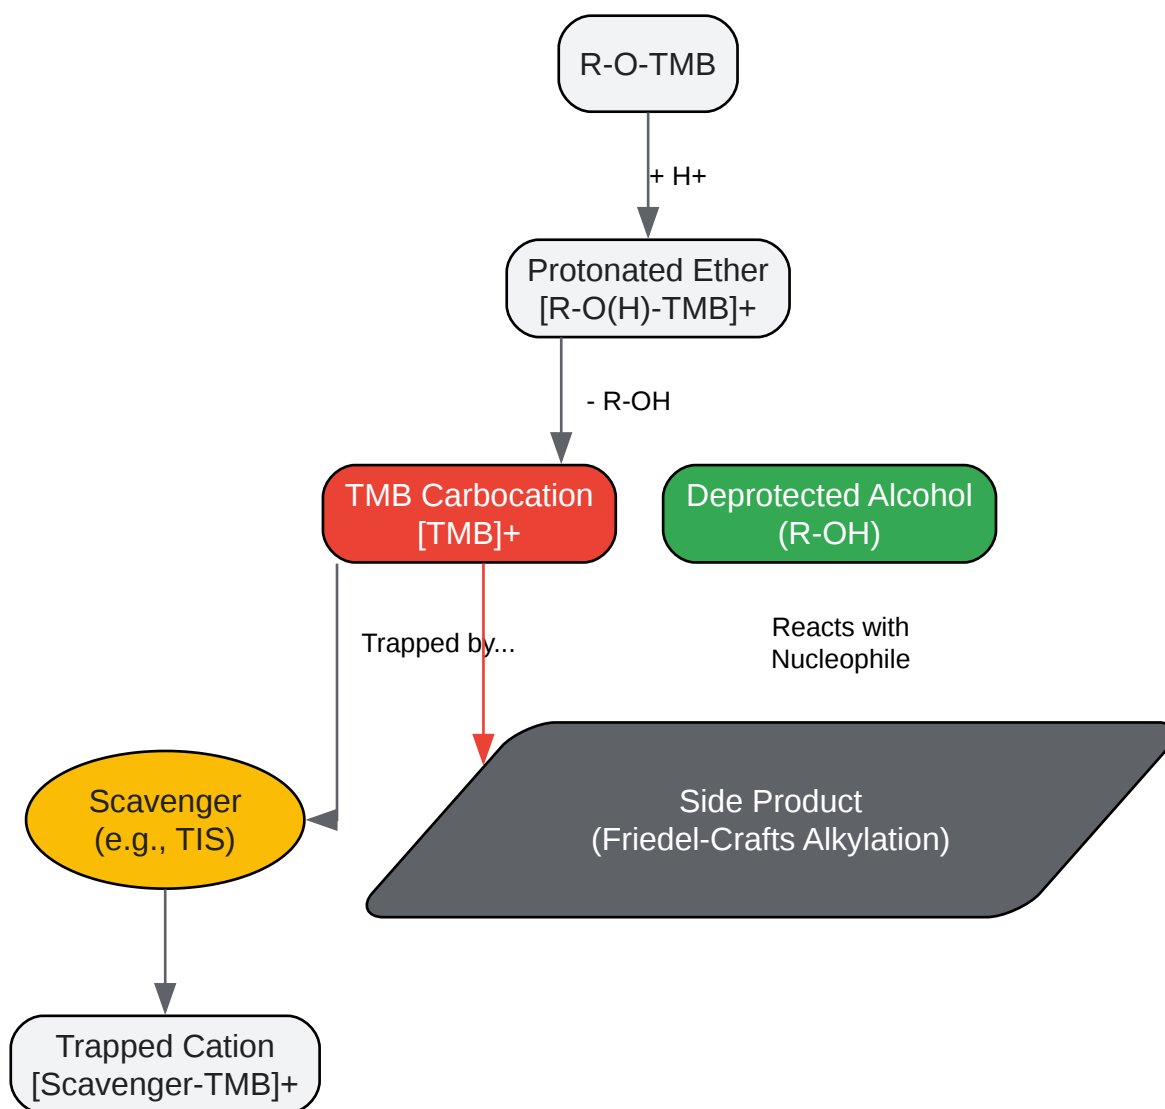 R-O-TMB
+ H+
Protonated Ether
[R-O(H)-TMB]+
- R-OH
TMB Carbocation
[TMB]+
Deprotected Alcohol
(R-OH)
Trapped by...
Reacts with
Nucleophile
Scavenger
(e.g., TIS)
Side Product
(Friedel-Crafts Alkylation)
Trapped Cation
[Scavenger-TMB]+